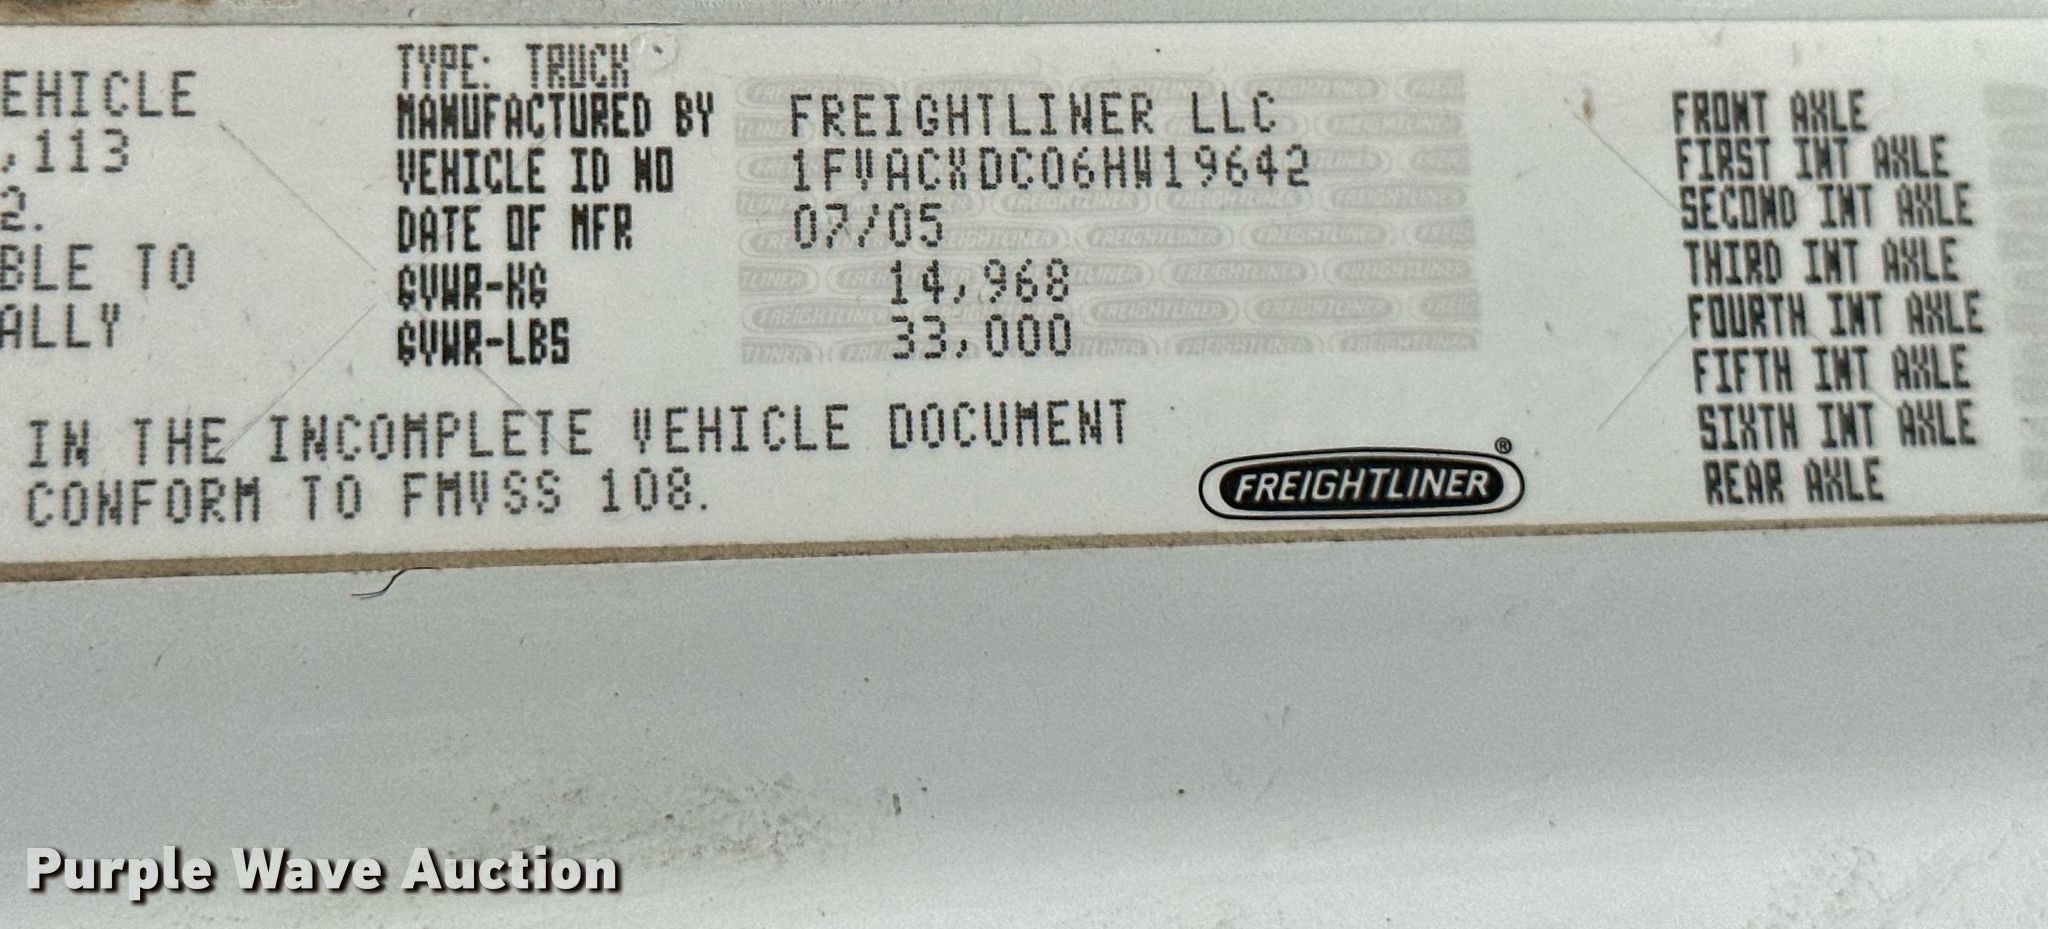 EHICLE
,113
2.
BLE TO
ALLY
TYPE: TRUCK
MANUFACTURED BY FREIGHTLINER LLC
VEHICLE ID NO 1FVACXDC06HW19642
DATE OF MFR 07/05
GVWR-KG 14,968
GVWR-LBS 33,000
IN THE INCOMPLETE VEHICLE DOCUMENT
CONFORM TO FMVSS 108.
FREIGHTLINER®
FRONT AXLE
FIRST INT AXLE
SECOND INT AXLE
THIRD INT AXLE
FOURTH INT AXLE
FIFTH INT AXLE
SIXTH INT AXLE
REAR AXLE
Purple Wave Auction